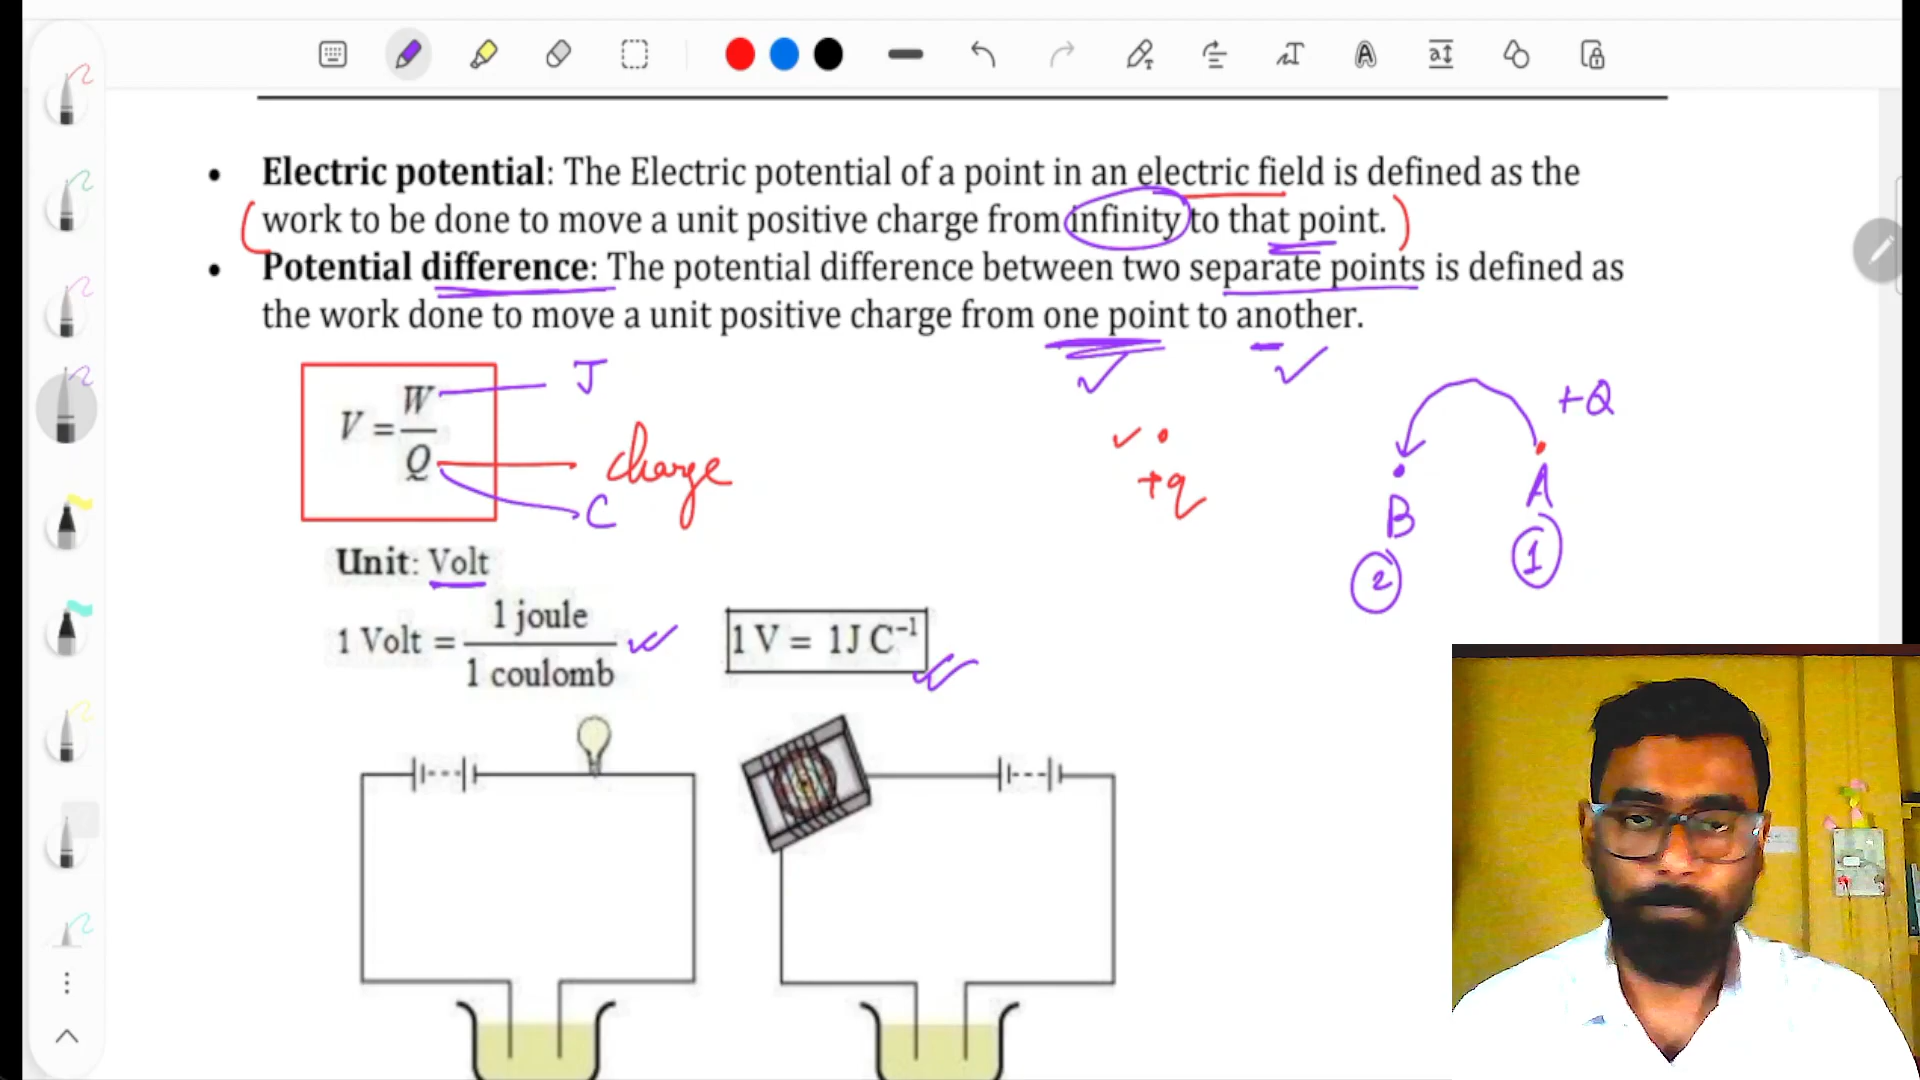 • Electric potential: The Electric potential of a point in an electric field is defined as the
work to be done to move a unit positive charge from infinity to that point.
• Potential difference: The potential difference between two separate points is defined as
the work done to move a unit positive charge from one point to another.
V = W/Q
J
charge
C
+q
+Q
B
A
2
1
Unit: Volt
1 Volt = 1 joule / 1 coulomb
1 V = 1J C⁻¹